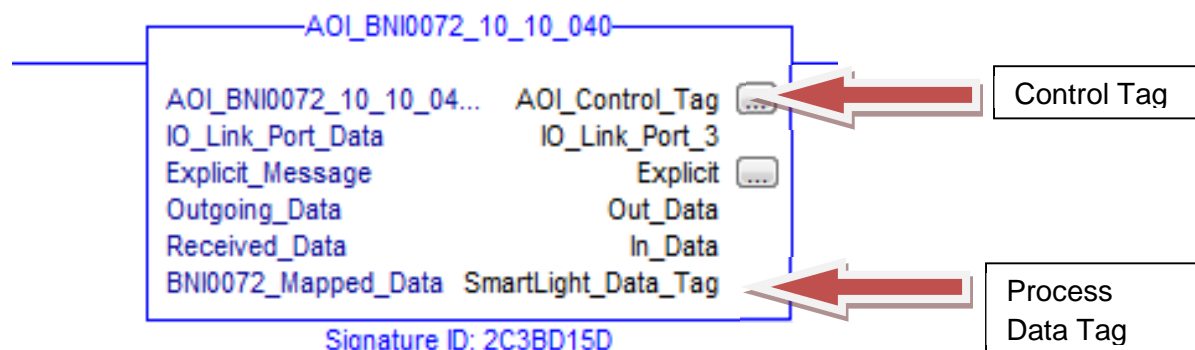 AOI_BNI0072_10_10_040
AOI_BNI0072_10_10_04... AOI_Control_Tag ...
IO_Link_Port_Data IO_Link_Port_3
Explicit_Message Explicit ...
Outgoing_Data Out_Data
Received_Data In_Data
BNI0072_Mapped_Data SmartLight_Data_Tag
Signature ID: 2C3BD15D
Control Tag
Process
Data Tag